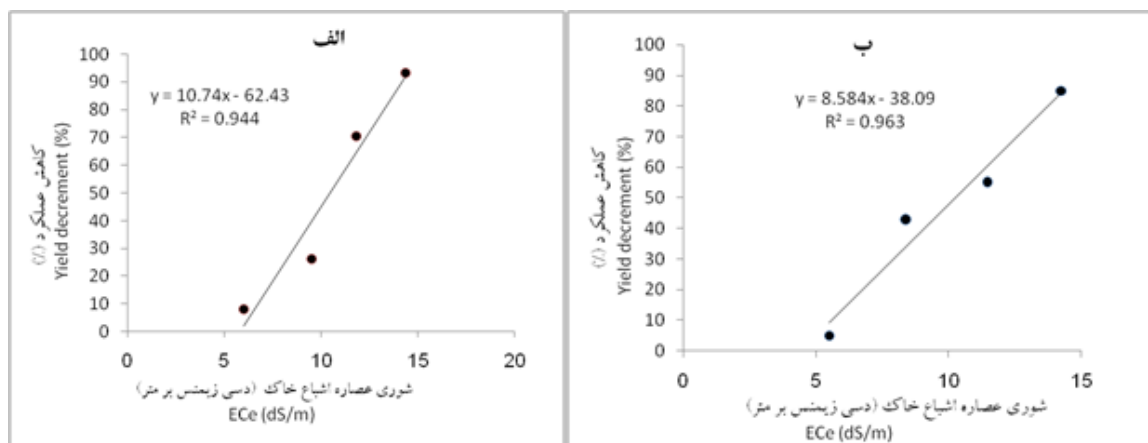 الف
100
90
80
70
60
50
40
30
20
10
0
y = 10.74x - 62.43
R² = 0.944
کاهش عملکرد (٪)
Yield decrement (%)
0 5 10 15 20
شوری عصاره اشباع خاک (دسی زیمنس بر متر)
ECe (dS/m)
ب
100
90
80
70
60
50
40
30
20
10
0
y = 8.584x - 38.09
R² = 0.963
کاهش عملکرد (٪)
Yield decrement (%)
0 5 10 15
شوری عصاره اشباع خاک (دسی زیمنس بر متر)
ECe (dS/m)